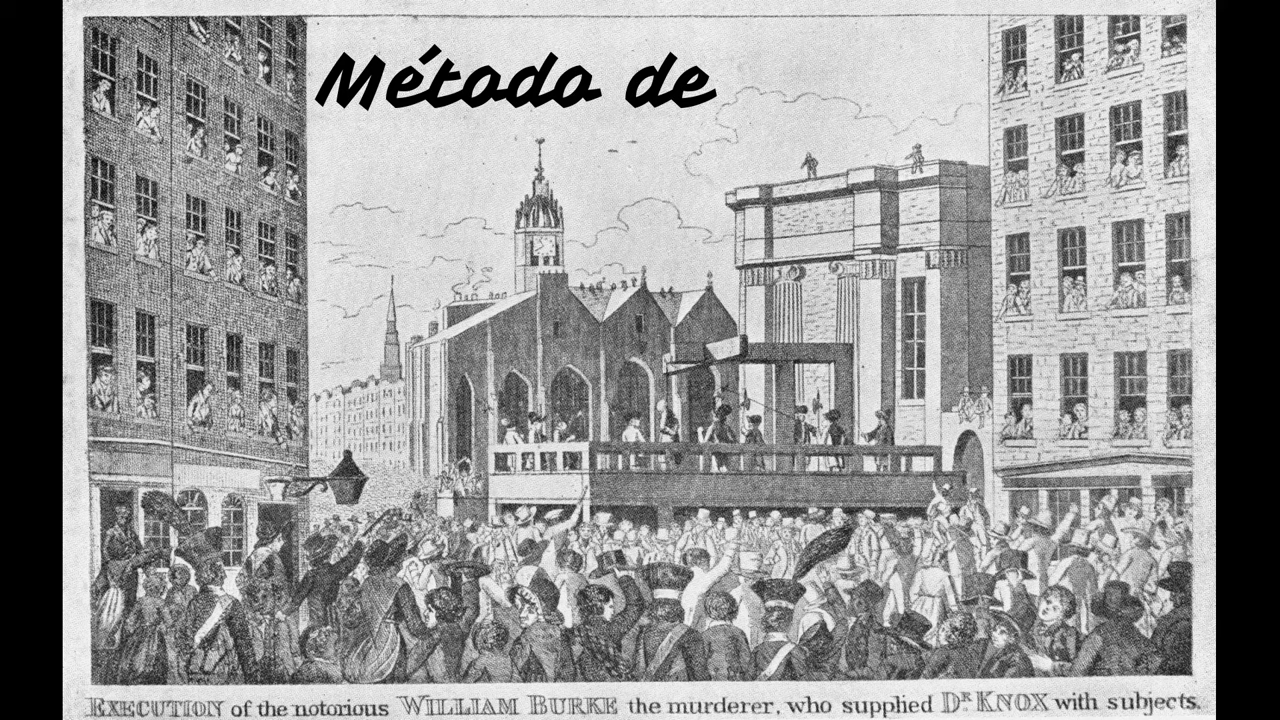 Método de
EXECUTION of the notorious WILLIAM BURKE the murderer, who supplied DR KNOX with subjects.